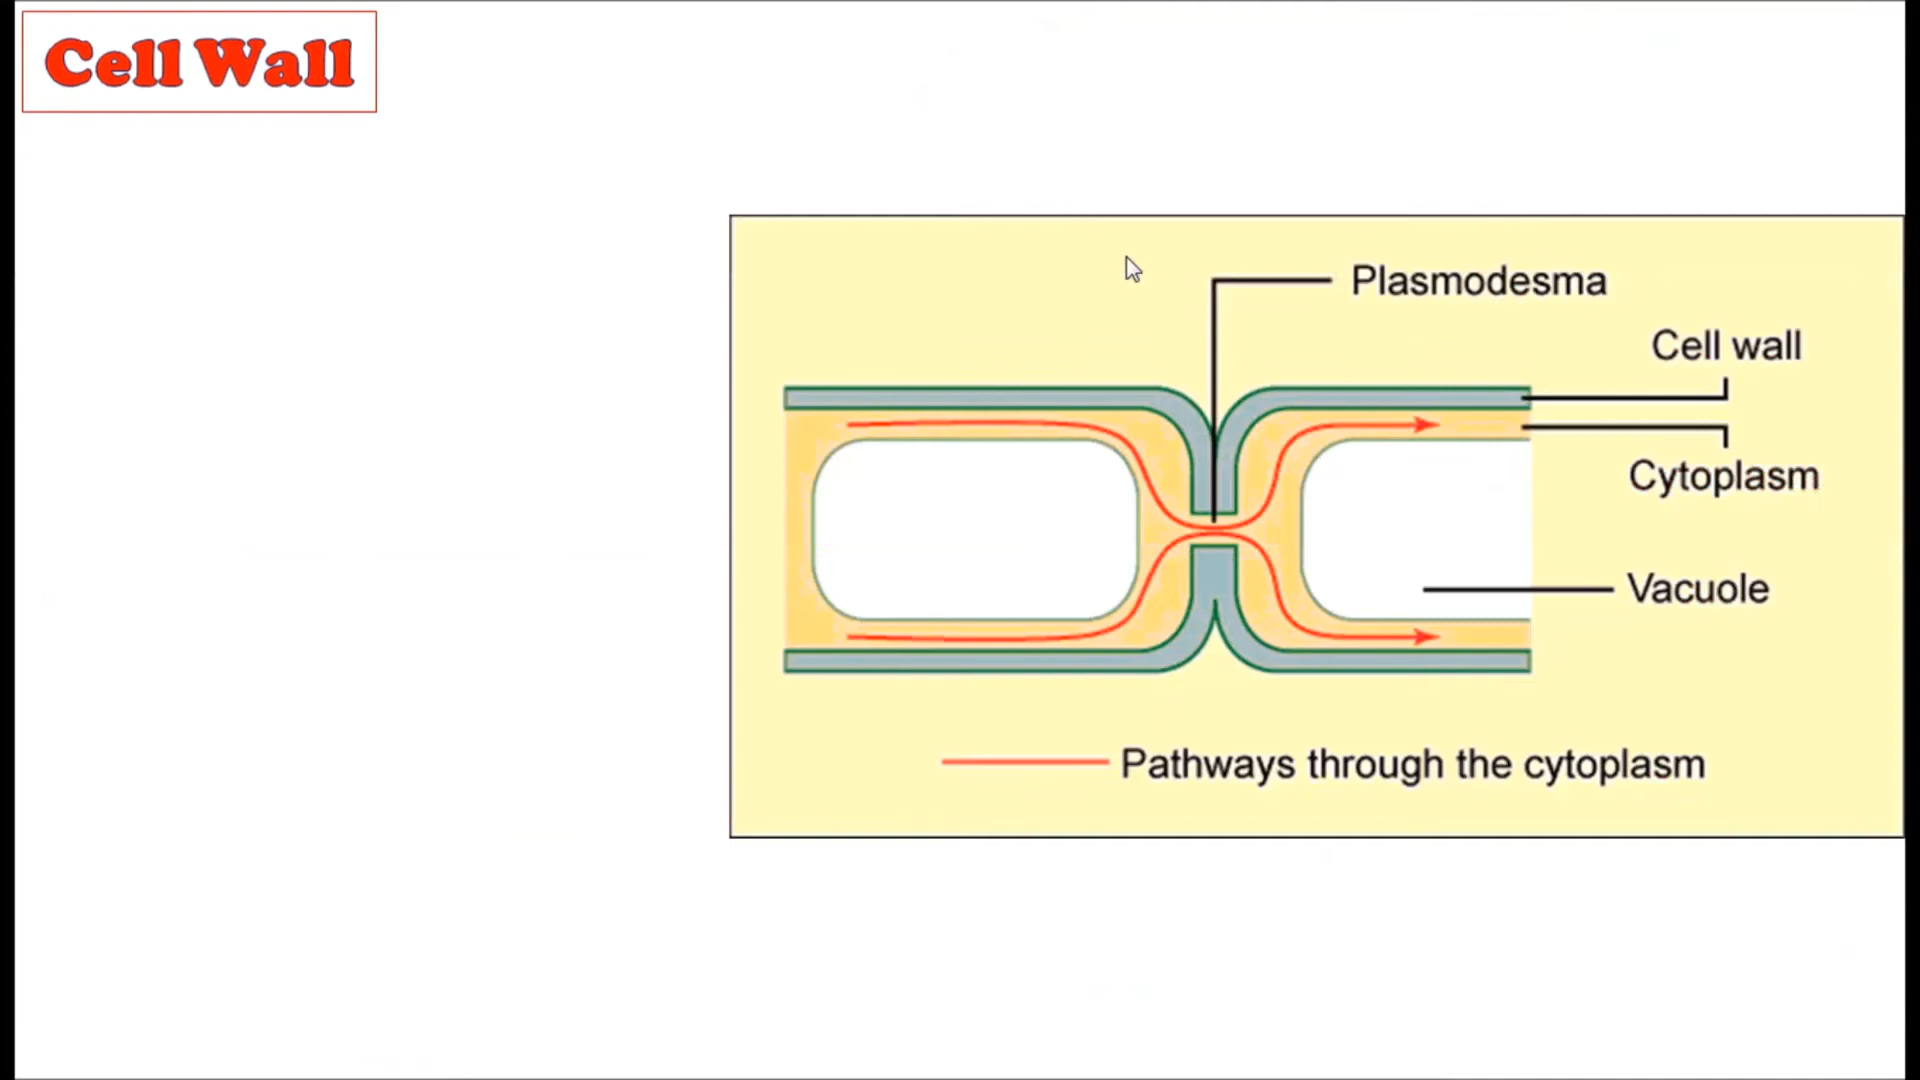 Cell Wall
Plasmodesma
Cell wall
Cytoplasm
Vacuole
Pathways through the cytoplasm